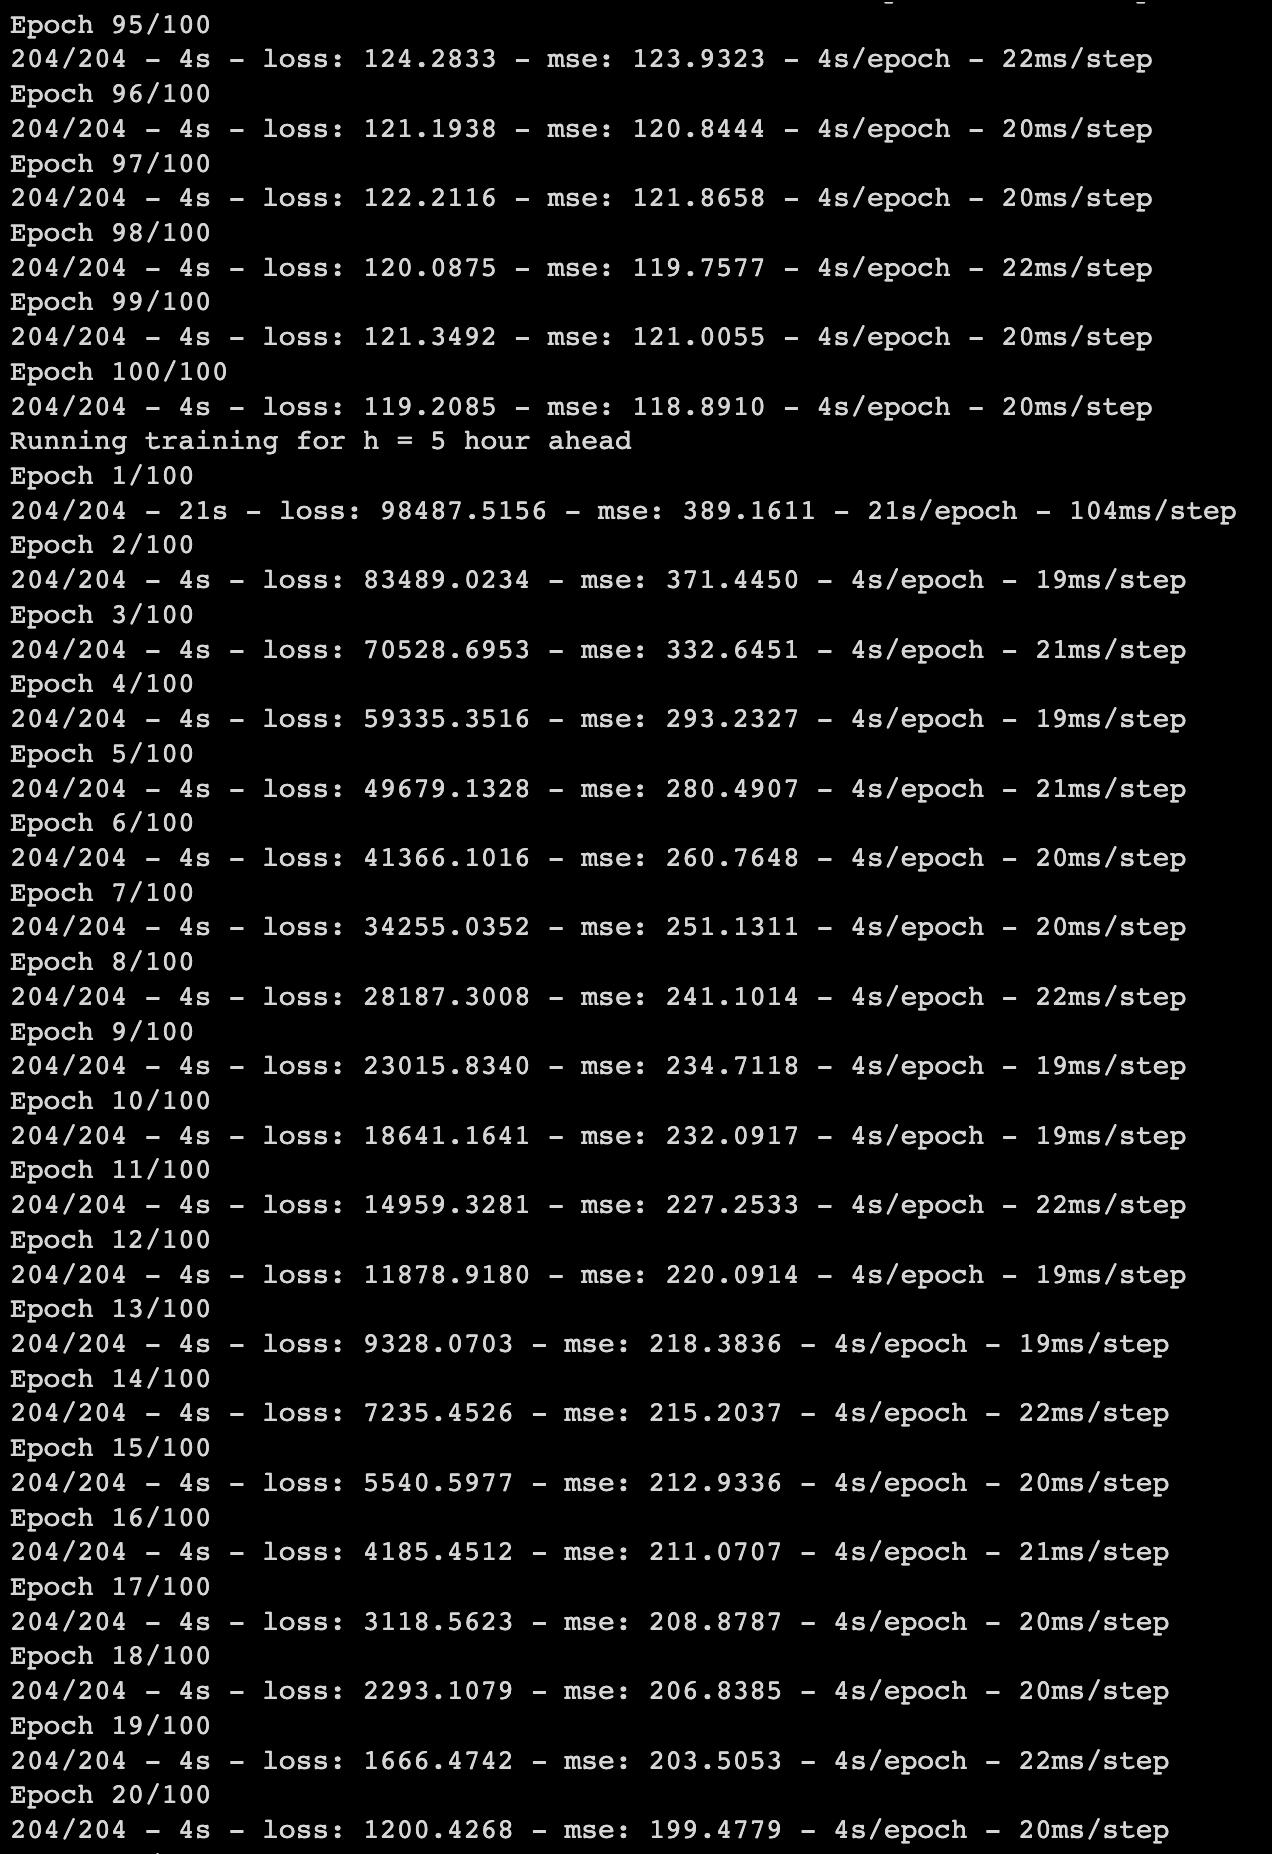 Epoch 95/100
204/204 - 4s - loss: 124.2833 - mse: 123.9323 - 4s/epoch - 22ms/step
Epoch 96/100
204/204 - 4s - loss: 121.1938 - mse: 120.8444 - 4s/epoch - 20ms/step
Epoch 97/100
204/204 - 4s - loss: 122.2116 - mse: 121.8658 - 4s/epoch - 20ms/step
Epoch 98/100
204/204 - 4s - loss: 120.0875 - mse: 119.7577 - 4s/epoch - 22ms/step
Epoch 99/100
204/204 - 4s - loss: 121.3492 - mse: 121.0055 - 4s/epoch - 20ms/step
Epoch 100/100
204/204 - 4s - loss: 119.2085 - mse: 118.8910 - 4s/epoch - 20ms/step
Running training for h = 5 hour ahead
Epoch 1/100
204/204 - 21s - loss: 98487.5156 - mse: 389.1611 - 21s/epoch - 104ms/step
Epoch 2/100
204/204 - 4s - loss: 83489.0234 - mse: 371.4450 - 4s/epoch - 19ms/step
Epoch 3/100
204/204 - 4s - loss: 70528.6953 - mse: 332.6451 - 4s/epoch - 21ms/step
Epoch 4/100
204/204 - 4s - loss: 59335.3516 - mse: 293.2327 - 4s/epoch - 19ms/step
Epoch 5/100
204/204 - 4s - loss: 49679.1328 - mse: 280.4907 - 4s/epoch - 21ms/step
Epoch 6/100
204/204 - 4s - loss: 41366.1016 - mse: 260.7648 - 4s/epoch - 20ms/step
Epoch 7/100
204/204 - 4s - loss: 34255.0352 - mse: 251.1311 - 4s/epoch - 20ms/step
Epoch 8/100
204/204 - 4s - loss: 28187.3008 - mse: 241.1014 - 4s/epoch - 22ms/step
Epoch 9/100
204/204 - 4s - loss: 23015.8340 - mse: 234.7118 - 4s/epoch - 19ms/step
Epoch 10/100
204/204 - 4s - loss: 18641.1641 - mse: 232.0917 - 4s/epoch - 19ms/step
Epoch 11/100
204/204 - 4s - loss: 14959.3281 - mse: 227.2533 - 4s/epoch - 22ms/step
Epoch 12/100
204/204 - 4s - loss: 11878.9180 - mse: 220.0914 - 4s/epoch - 19ms/step
Epoch 13/100
204/204 - 4s - loss: 9328.0703 - mse: 218.3836 - 4s/epoch - 19ms/step
Epoch 14/100
204/204 - 4s - loss: 7235.4526 - mse: 215.2037 - 4s/epoch - 22ms/step
Epoch 15/100
204/204 - 4s - loss: 5540.5977 - mse: 212.9336 - 4s/epoch - 20ms/step
Epoch 16/100
204/204 - 4s - loss: 4185.4512 - mse: 211.0707 - 4s/epoch - 21ms/step
Epoch 17/100
204/204 - 4s - loss: 3118.5623 - mse: 208.8787 - 4s/epoch - 20ms/step
Epoch 18/100
204/204 - 4s - loss: 2293.1079 - mse: 206.8385 - 4s/epoch - 20ms/step
Epoch 19/100
204/204 - 4s - loss: 1666.4742 - mse: 203.5053 - 4s/epoch - 22ms/step
Epoch 20/100
204/204 - 4s - loss: 1200.4268 - mse: 199.4779 - 4s/epoch - 20ms/step